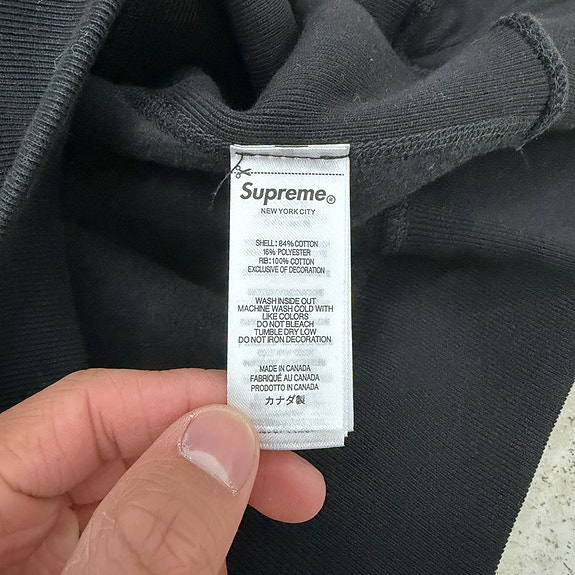 Supreme®
NEW YORK CITY
SHELL: 84% COTTON
16% POLYESTER
RIB: 100% COTTON
EXCLUSIVE OF DECORATION
WASH INSIDE OUT
MACHINE WASH COLD WITH
LIKE COLORS
DO NOT BLEACH
TUMBLE DRY LOW
DO NOT IRON DECORATION
MADE IN CANADA
FABRIQUÉ AU CANADA
PRODOTTO IN CANADA
カナダ製